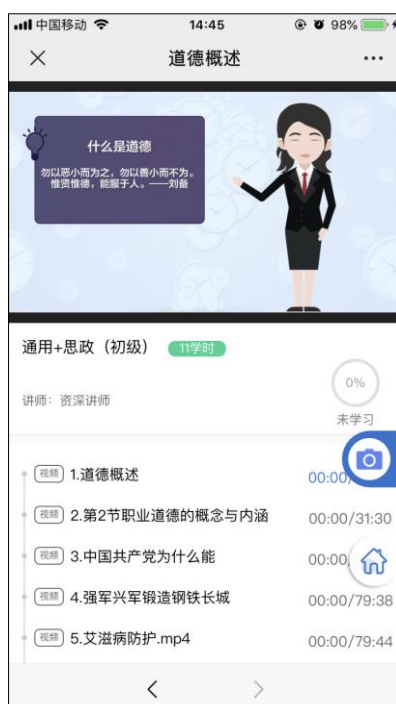 中国移动 14:45 98%
道德概述
什么是道德
勿以恶小而为之，勿以善小而不为。
惟贤惟德，能服于人。——刘备
通用+思政（初级） 11学时
0%
讲师：资深讲师
未学习
视频 1.道德概述 00:00/
视频 2.第2节职业道德的概念与内涵 00:00/31:30
视频 3.中国共产党为什么能 00:00
视频 4.强军兴军锻造钢铁长城 00:00/79:38
视频 5.艾滋病防护.mp4 00:00/79:44